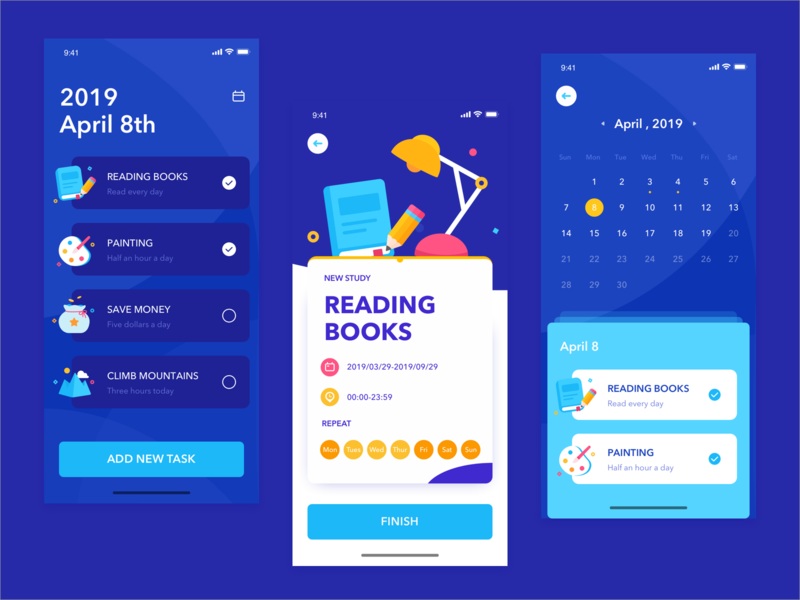 9:41
2019
April 8th
READING BOOKS
Read every day
PAINTING
Half an hour a day
SAVE MONEY
Five dollars a day
CLIMB MOUNTAINS
Three hours today
ADD NEW TASK
9:41
NEW STUDY
READING
BOOKS
2019/03/29-2019/09/29
00:00-23:59
REPEAT
Mon Tues Wed Thu Fri Sat Sun
FINISH
9:41
April , 2019
Sun Mon Tue Wed Thu Fri Sat
1 2 3 4 5 6
7 8 9 10 11 12 13
14 15 16 17 18 19 20
21 22 23 24 25 26 27
28 29 30
April 8
READING BOOKS
Read every day
PAINTING
Half an hour a day